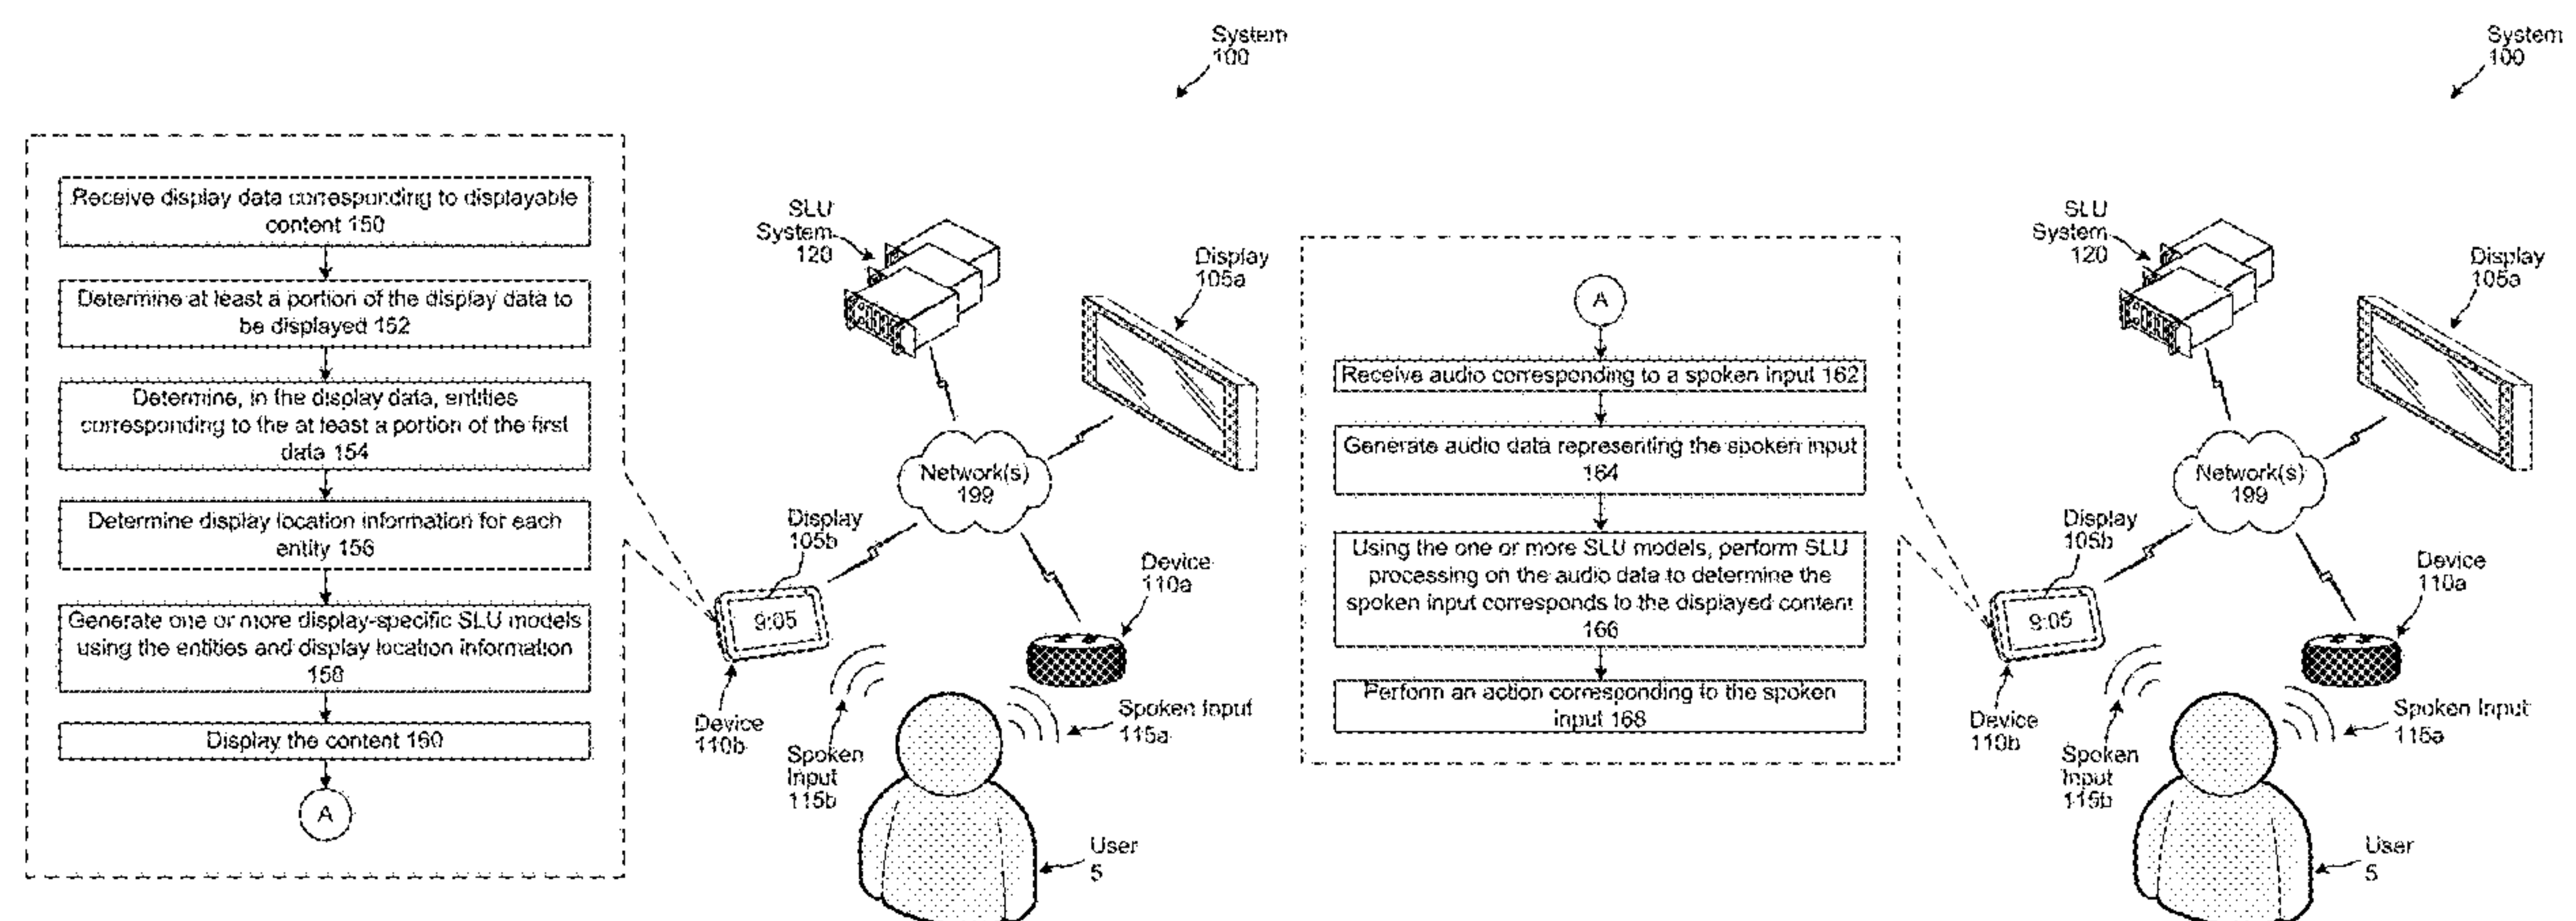 System
100
Receive display data corresponding to displayable
content 150
Determine at least a portion of the display data to
be displayed 152
Determine, in the display data, entities
corresponding to the at least a portion of the first
data 154
Determine display location information for each
entity 156
Generate one or more display-specific SLU models
using the entities and display location information
158
Display the content 160
A
SLU
System
120
Display
105a
Network(s)
199
Display
105b
9:05
Device
110a
Device
110b
Spoken
Input
115b
Spoken Input
115a
User
5
System
100
A
Receive audio corresponding to a spoken input 162
Generate audio data representing the spoken input
164
Using the one or more SLU models, perform SLU
processing on the audio data to determine the
spoken input corresponds to the displayed content
166
Perform an action corresponding to the spoken
input 168
SLU
System
120
Display
105a
Network(s)
199
Display
105b
9:05
Device
110a
Device
110b
Spoken
Input
115b
Spoken Input
115a
User
5